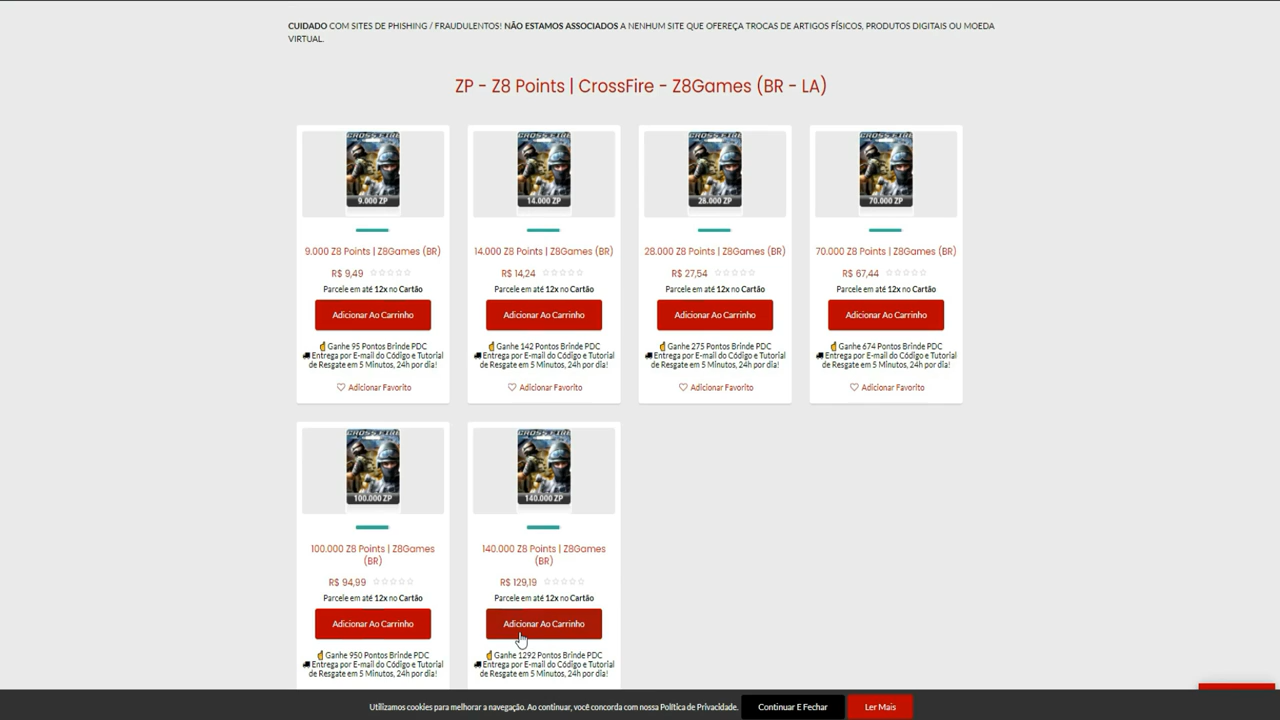 CUIDADO COM SITES DE PHISHING / FRAUDULENTOS! NÃO ESTAMOS ASSOCIADOS A NENHUM SITE QUE OFEREÇA TROCAS DE ARTIGOS FÍSICOS, PRODUTOS DIGITAIS OU MOEDA
VIRTUAL.
ZP - Z8 Points | CrossFire - Z8Games (BR - LA)
CROSSFIRE
9.000 ZP
9.000 Z8 Points | Z8Games (BR)
R$ 9,49
Parcele em até 12x no Cartão
Adicionar Ao Carrinho
Ganhe 95 Pontos Brinde PDC
Entrega por E-mail do Código e Tutorial
de Resgate em 5 Minutos, 24h por dia!
Adicionar Favorito
CROSSFIRE
14.000 ZP
14.000 Z8 Points | Z8Games (BR)
R$ 14,24
Parcele em até 12x no Cartão
Adicionar Ao Carrinho
Ganhe 142 Pontos Brinde PDC
Entrega por E-mail do Código e Tutorial
de Resgate em 5 Minutos, 24h por dia!
Adicionar Favorito
CROSSFIRE
28.000 ZP
28.000 Z8 Points | Z8Games (BR)
R$ 27,54
Parcele em até 12x no Cartão
Adicionar Ao Carrinho
Ganhe 275 Pontos Brinde PDC
Entrega por E-mail do Código e Tutorial
de Resgate em 5 Minutos, 24h por dia!
Adicionar Favorito
CROSSFIRE
70.000 ZP
70.000 Z8 Points | Z8Games (BR)
R$ 67,44
Parcele em até 12x no Cartão
Adicionar Ao Carrinho
Ganhe 674 Pontos Brinde PDC
Entrega por E-mail do Código e Tutorial
de Resgate em 5 Minutos, 24h por dia!
Adicionar Favorito
CROSSFIRE
100.000 ZP
100.000 Z8 Points | Z8Games
(BR)
R$ 94,99
Parcele em até 12x no Cartão
Adicionar Ao Carrinho
Ganhe 950 Pontos Brinde PDC
Entrega por E-mail do Código e Tutorial
de Resgate em 5 Minutos, 24h por dia!
CROSSFIRE
140.000 ZP
140.000 Z8 Points | Z8Games
(BR)
R$ 129,19
Parcele em até 12x no Cartão
Adicionar Ao Carrinho
Ganhe 1292 Pontos Brinde PDC
Entrega por E-mail do Código e Tutorial
de Resgate em 5 Minutos, 24h por dia!
Utilizamos cookies para melhorar a navegação. Ao continuar, você concorda com nossa Política de Privacidade.
Continuar E Fechar
Ler Mais